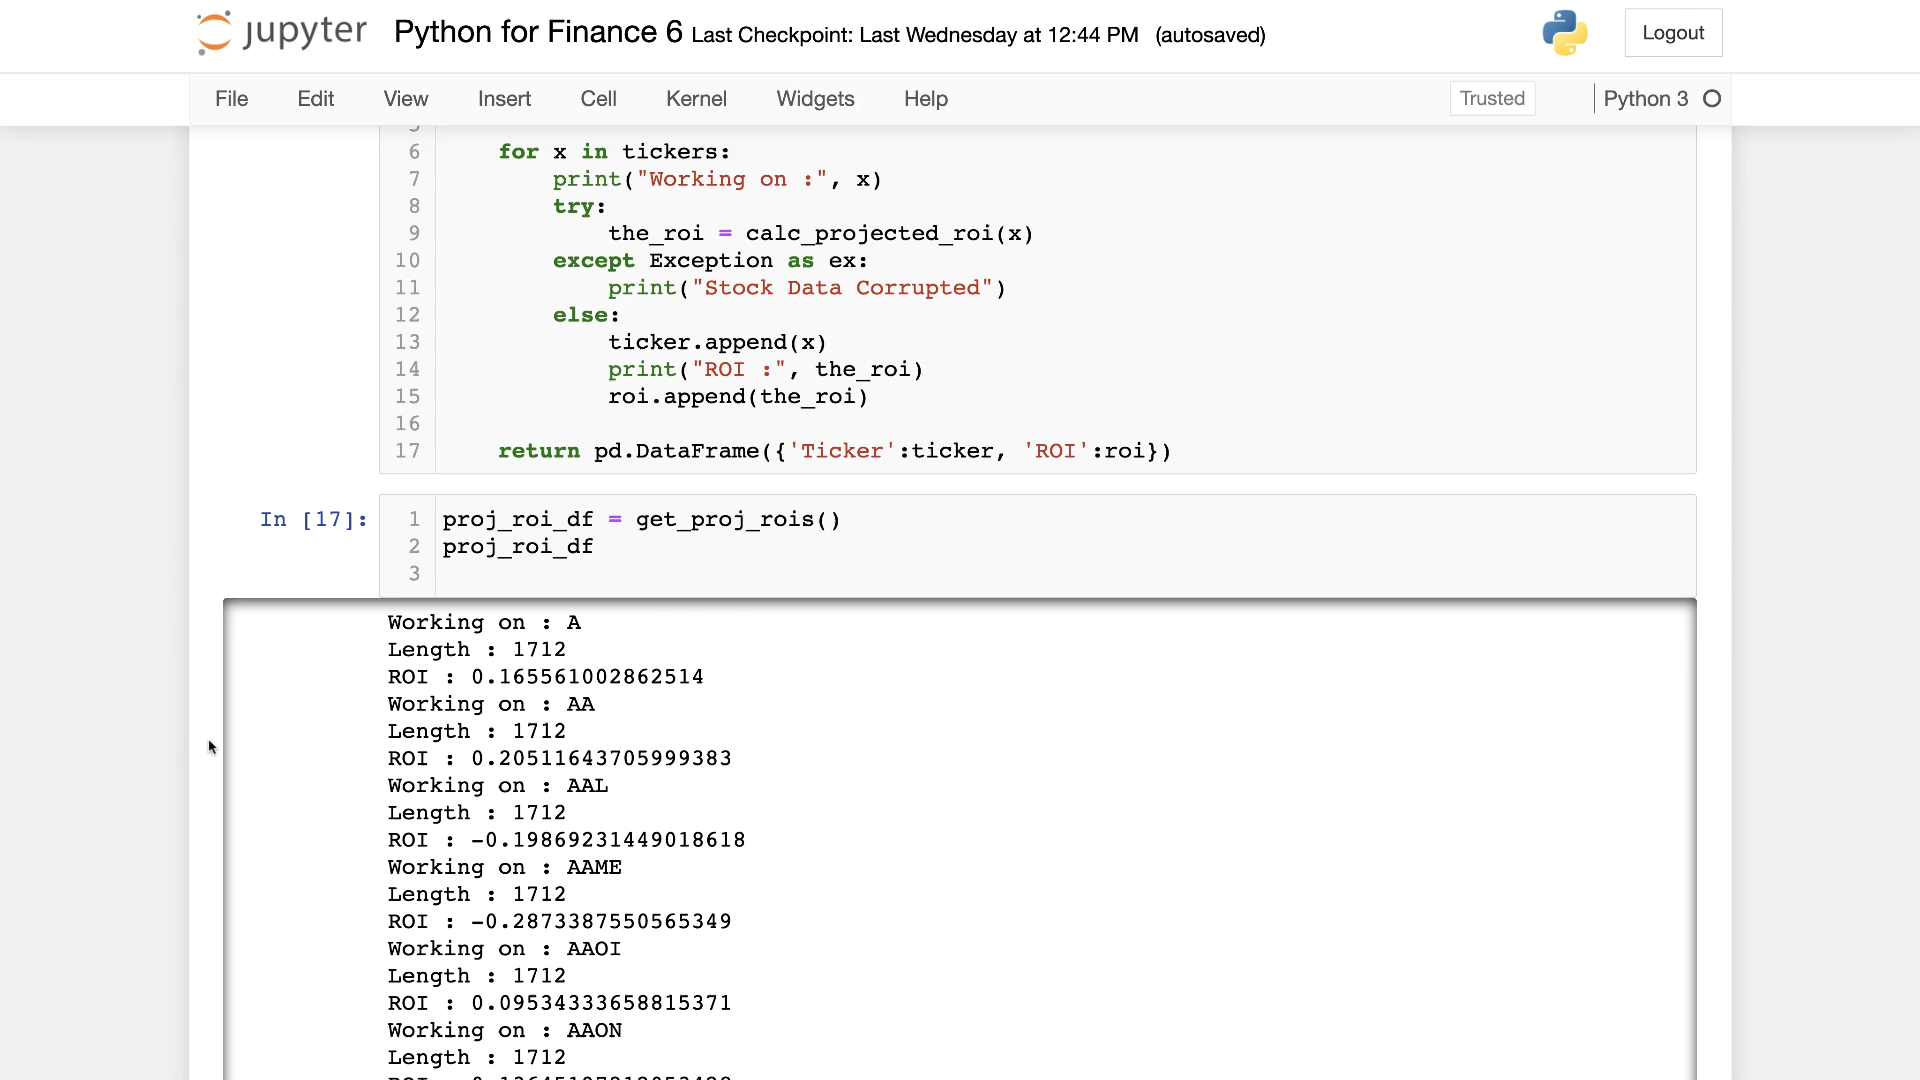 jupyter Python for Finance 6 Last Checkpoint: Last Wednesday at 12:44 PM (autosaved) Logout
File Edit View Insert Cell Kernel Widgets Help Trusted Python 3
6 for x in tickers:
7 print("Working on :", x)
8 try:
9 the_roi = calc_projected_roi(x)
10 except Exception as ex:
11 print("Stock Data Corrupted")
12 else:
13 ticker.append(x)
14 print("ROI :", the_roi)
15 roi.append(the_roi)
16
17 return pd.DataFrame({'Ticker':ticker, 'ROI':roi})
In [17]: 1 proj_roi_df = get_proj_rois()
2 proj_roi_df
3
Working on : A
Length : 1712
ROI : 0.165561002862514
Working on : AA
Length : 1712
ROI : 0.20511643705999383
Working on : AAL
Length : 1712
ROI : -0.19869231449018618
Working on : AAME
Length : 1712
ROI : -0.2873387550565349
Working on : AAOI
Length : 1712
ROI : 0.09534333658815371
Working on : AAON
Length : 1712